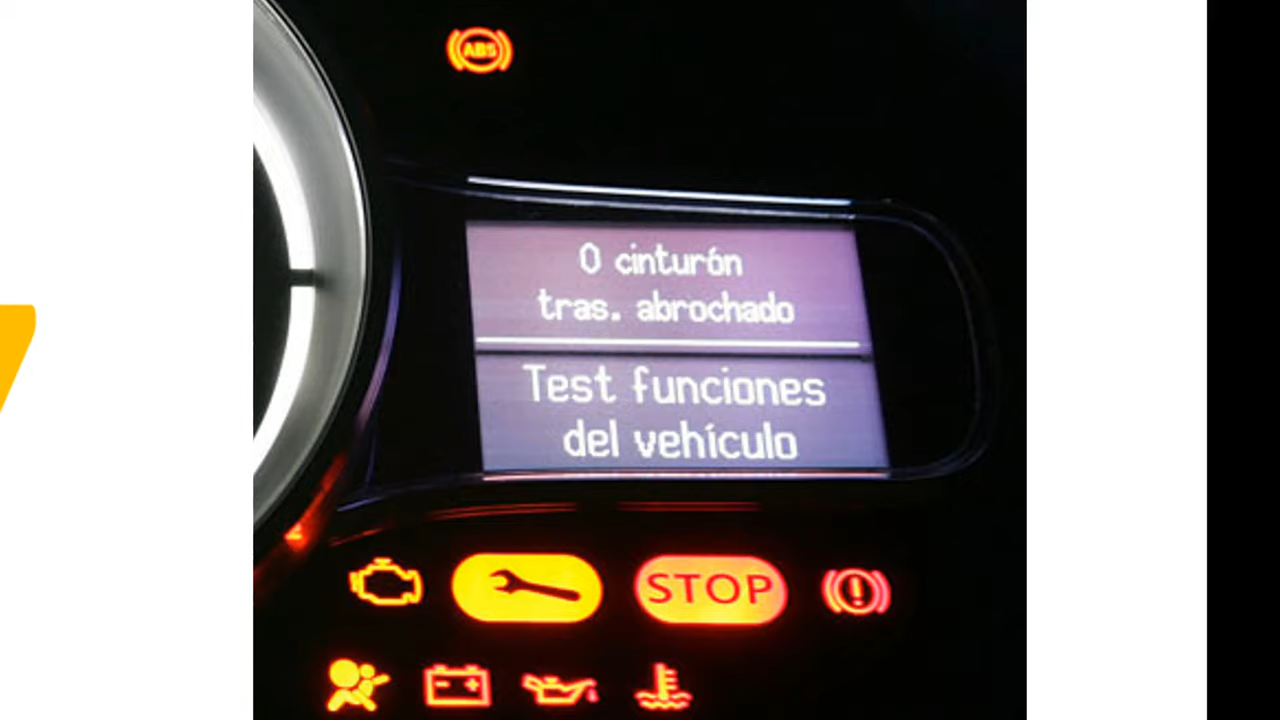 ABS
0 cinturón
tras. abrochado
Test funciones
del vehículo
STOP